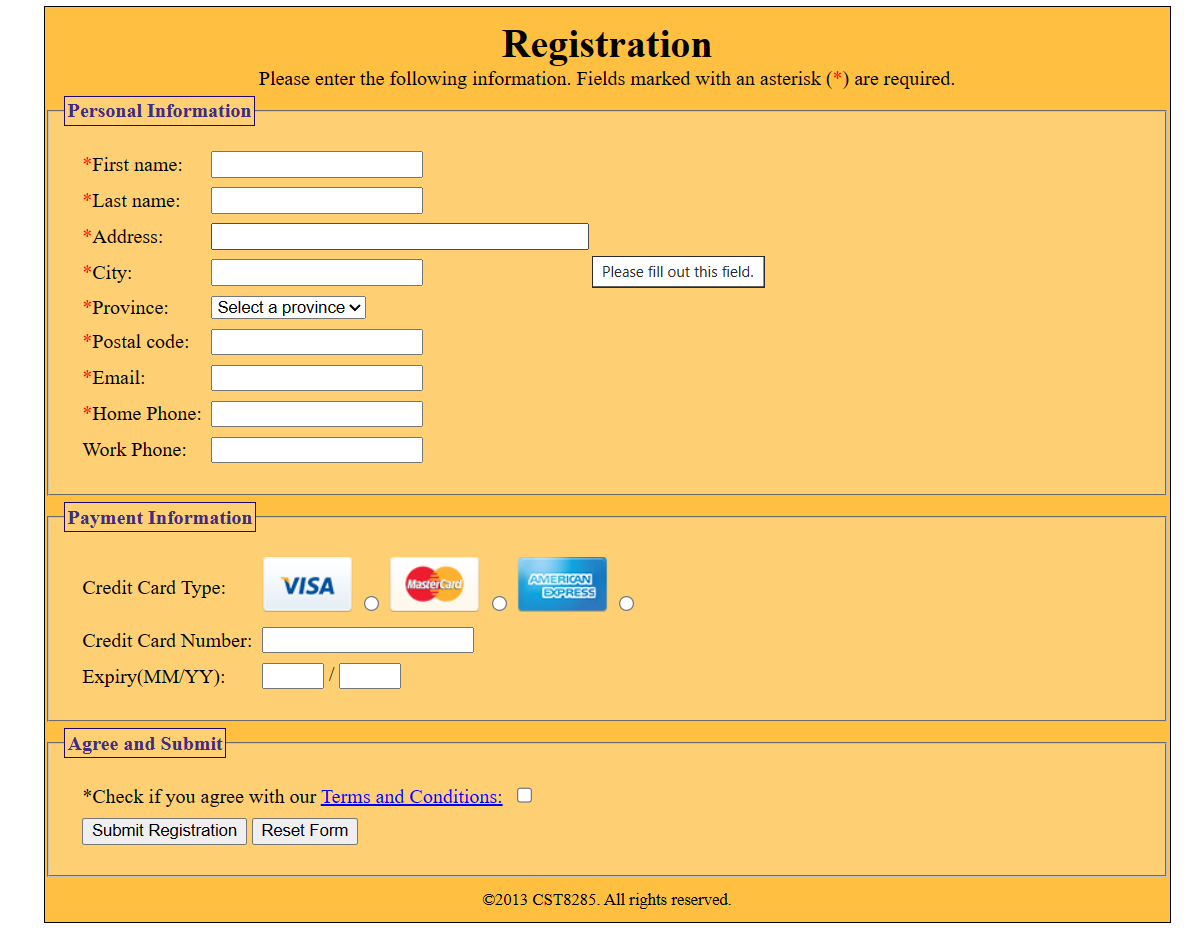 Registration
Please enter the following information. Fields marked with an asterisk (*) are required.
Personal Information
*First name:
*Last name:
*Address:
*City:
Please fill out this field.
*Province: Select a province
*Postal code:
*Email:
*Home Phone:
Work Phone:
Payment Information
Credit Card Type: VISA MasterCard AMERICAN EXPRESS
Credit Card Number:
Expiry(MM/YY): /
Agree and Submit
*Check if you agree with our Terms and Conditions:
Submit Registration Reset Form
©2013 CST8285. All rights reserved.